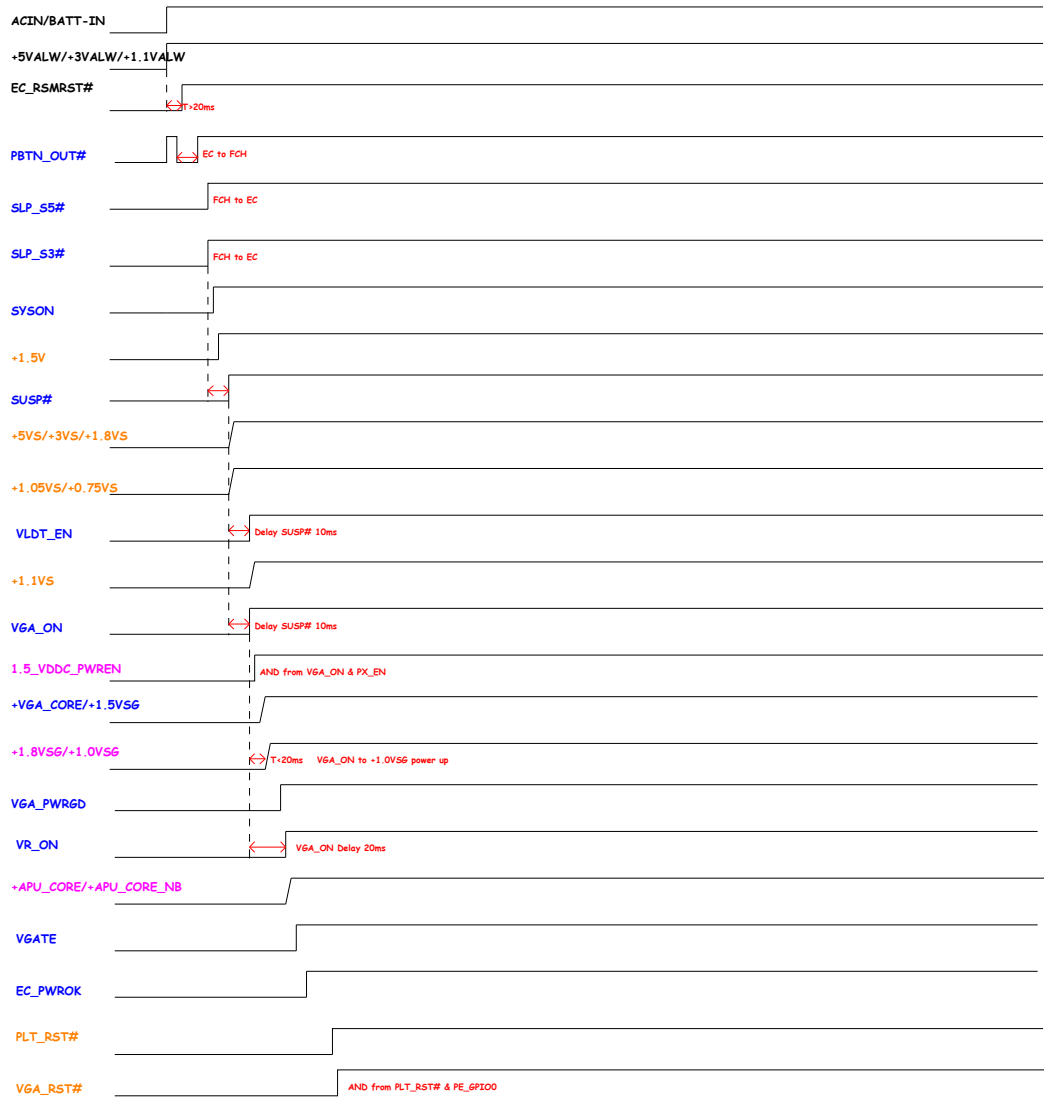 ACIN/BATT-IN
+5VALW/+3VALW/+1.1VALW
EC_RSMRST#
T>20ms
PBTN_OUT#
EC to FCH
SLP_S5#
FCH to EC
SLP_S3#
FCH to EC
SYSON
+1.5V
SUSP#
+5VS/+3VS/+1.8VS
+1.05VS/+0.75VS
VLDT_EN
Delay SUSP# 10ms
+1.1VS
VGA_ON
Delay SUSP# 10ms
1.5_VDDC_PWREN
AND from VGA_ON & PX_EN
+VGA_CORE/+1.5VSG
+1.8VSG/+1.0VSG
T<20ms VGA_ON to +1.0VSG power up
VGA_PWRGD
VR_ON
VGA_ON Delay 20ms
+APU_CORE/+APU_CORE_NB
VGATE
EC_PWROK
PLT_RST#
VGA_RST#
AND from PLT_RST# & PE_GPIO0